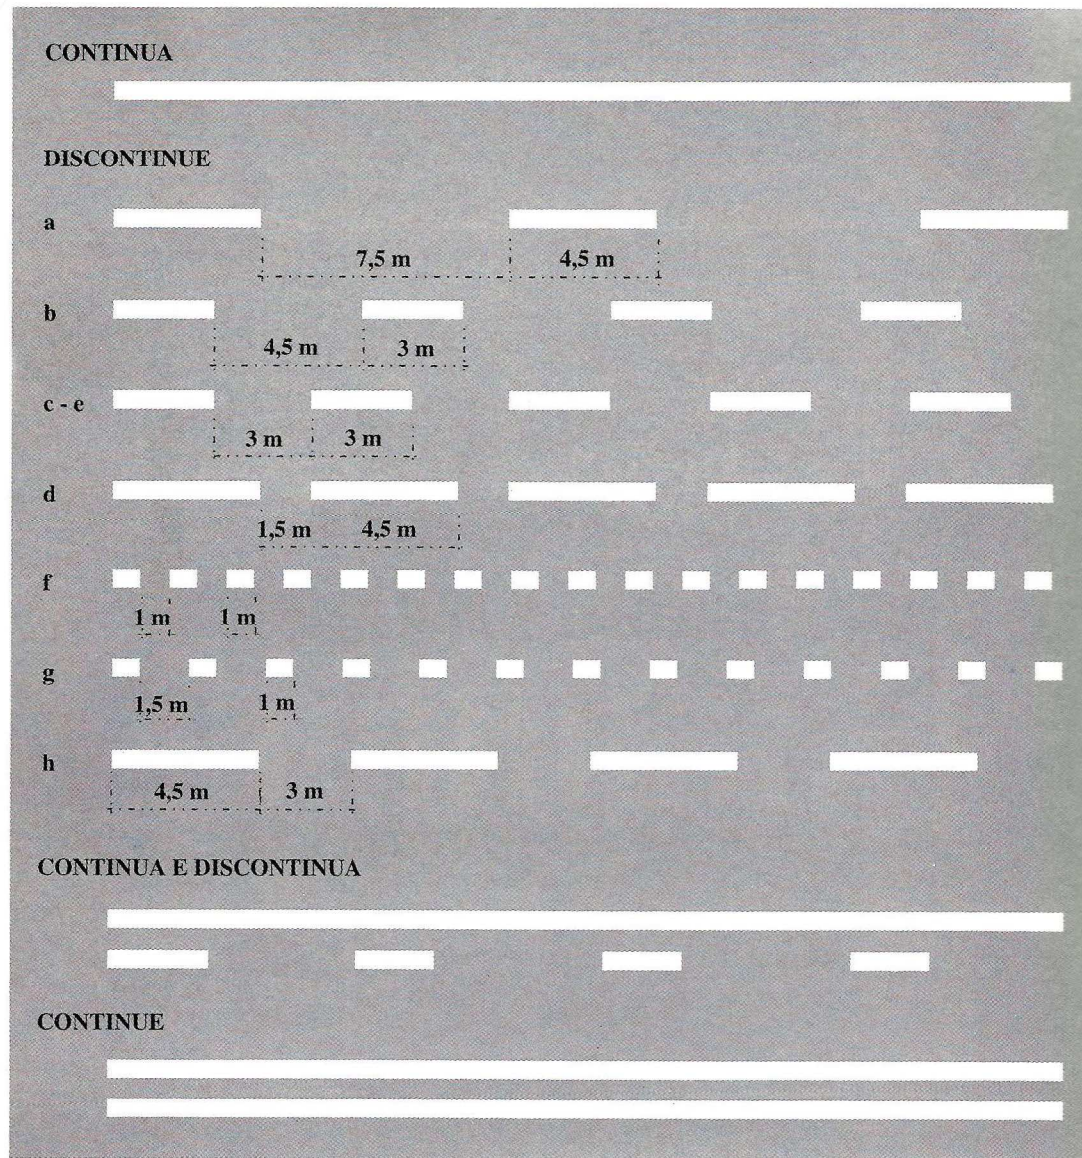 CONTINUA
DISCONTINUE
a
7,5 m 4,5 m
b
4,5 m 3 m
c - e
3 m 3 m
d
1,5 m 4,5 m
f
1 m 1 m
g
1,5 m 1 m
h
4,5 m 3 m
CONTINUA E DISCONTINUA
CONTINUE